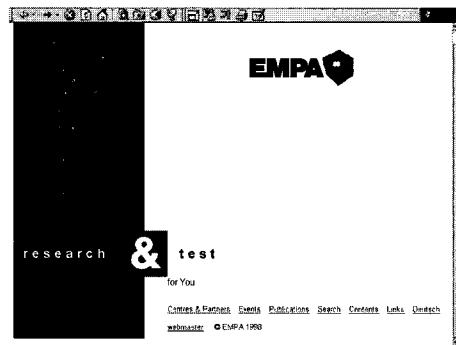 EMPA
research & test
for You
Centres & Partners Events Publications Search Contents Links Deutsch
webmaster © EMPA 1998